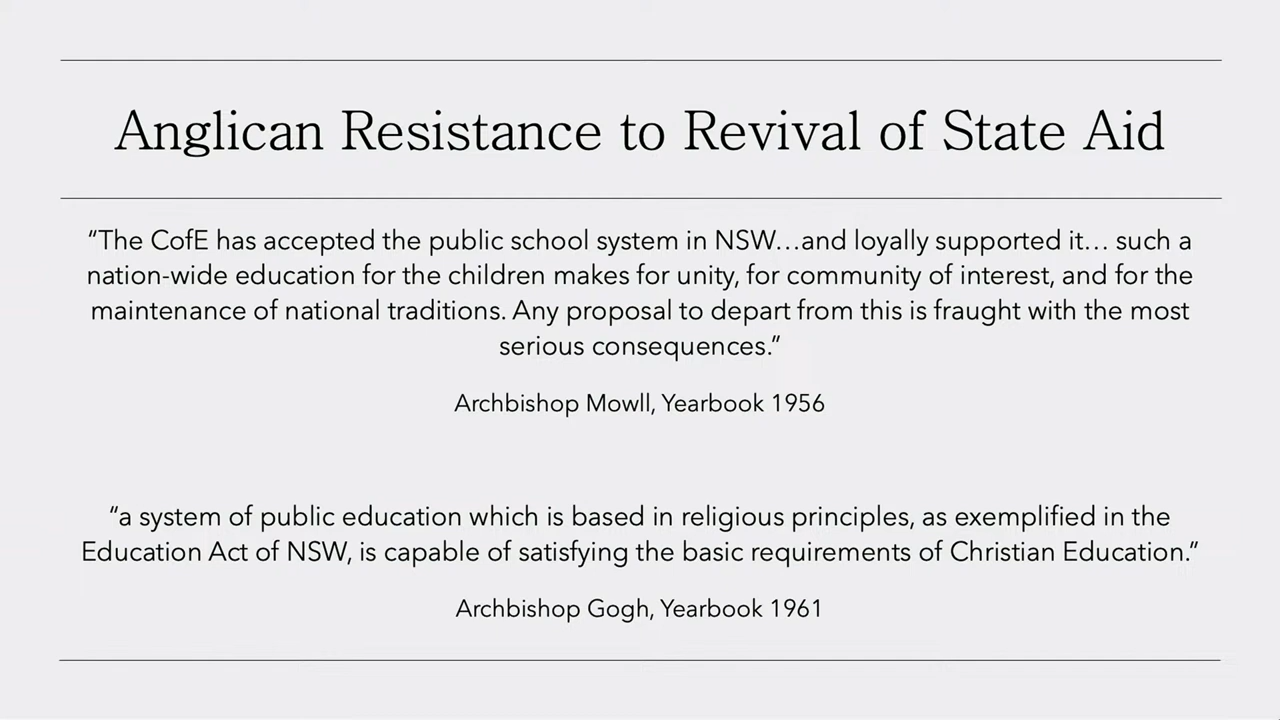 Anglican Resistance to Revival of State Aid
“The CofE has accepted the public school system in NSW…and loyally supported it… such a
nation-wide education for the children makes for unity, for community of interest, and for the
maintenance of national traditions. Any proposal to depart from this is fraught with the most
serious consequences.”
Archbishop Mowll, Yearbook 1956
“a system of public education which is based in religious principles, as exemplified in the
Education Act of NSW, is capable of satisfying the basic requirements of Christian Education.”
Archbishop Gogh, Yearbook 1961